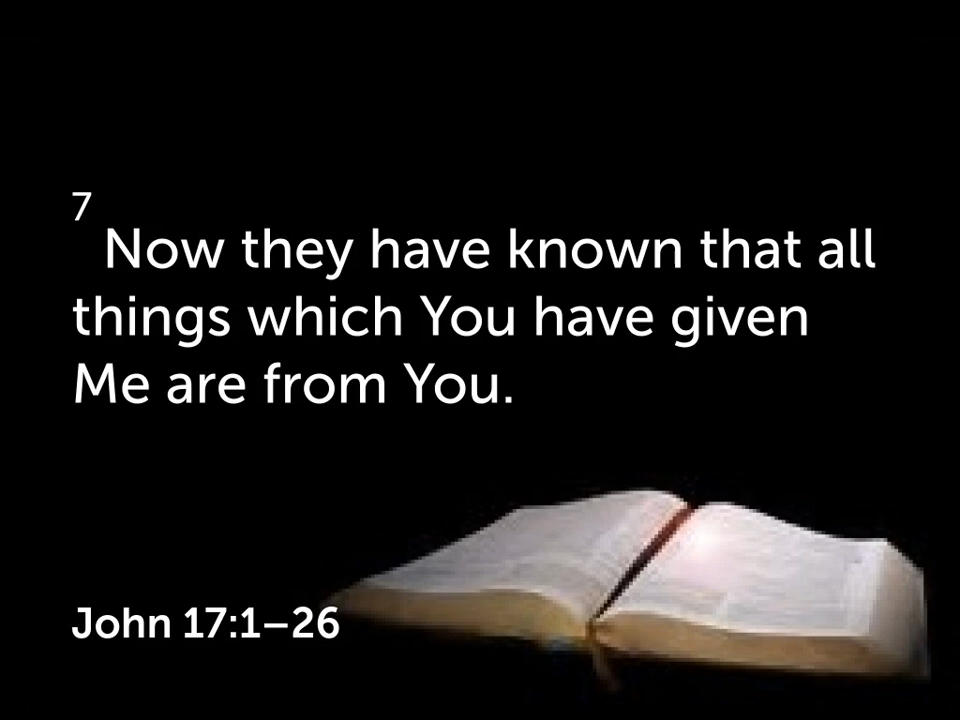 7
Now they have known that all
things which You have given
Me are from You.
John 17:1–26